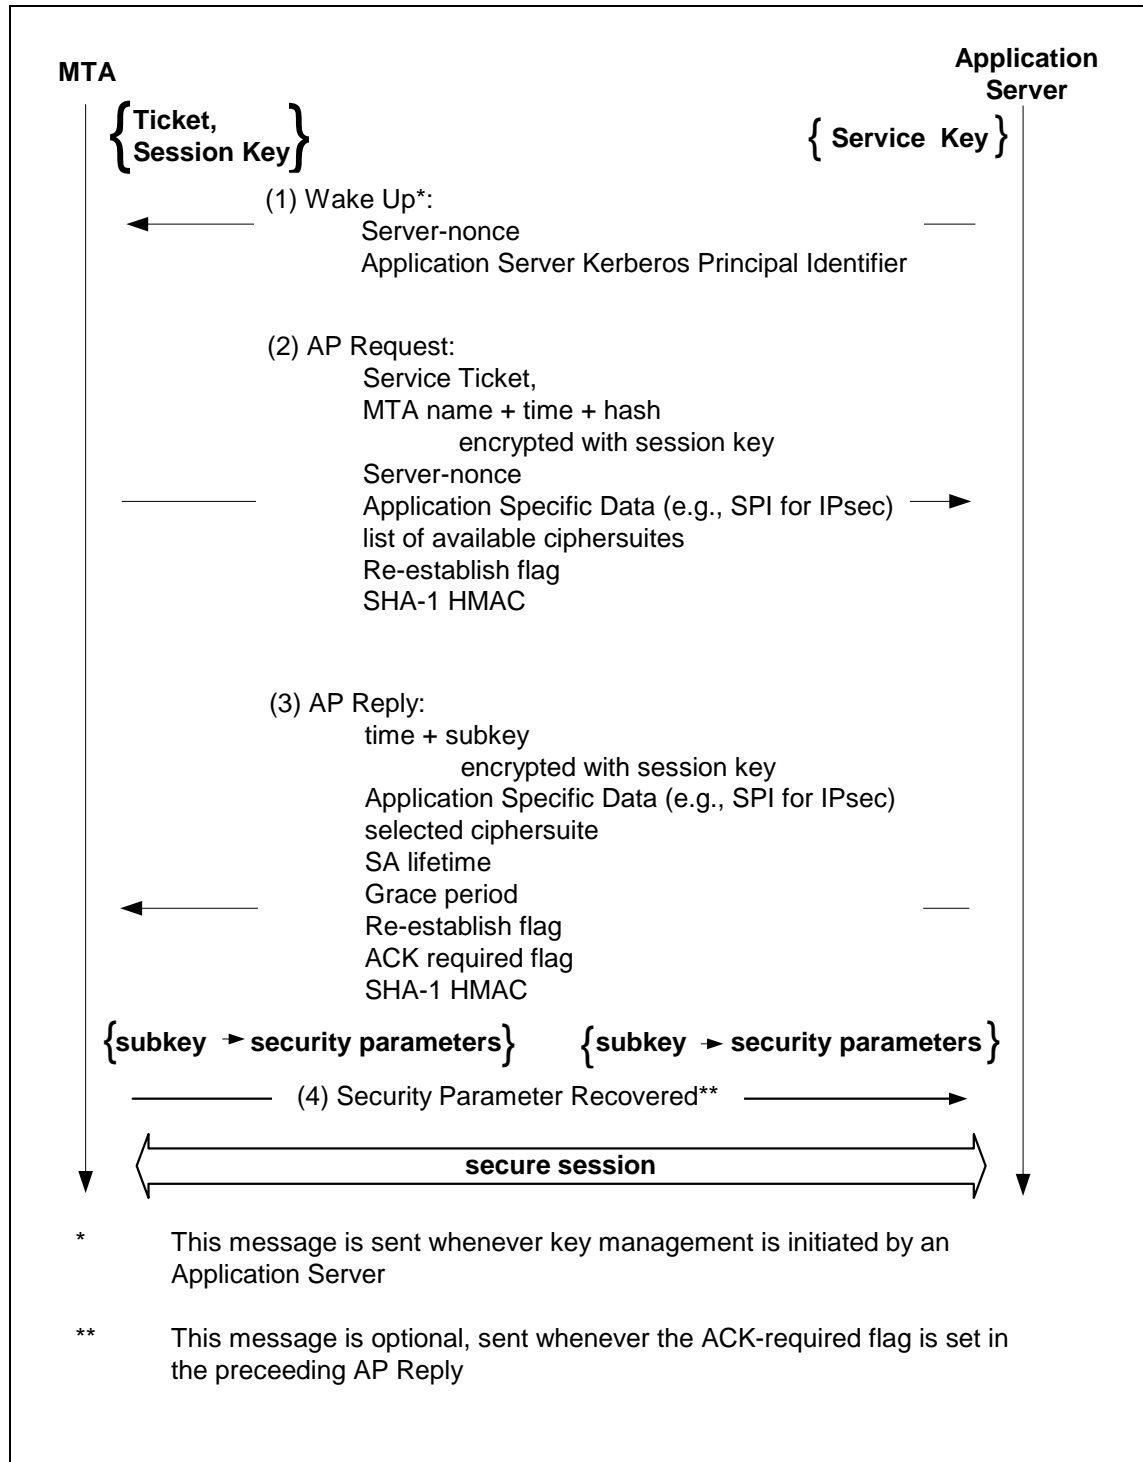 MTA
Application
Server
{Ticket,
Session Key}
{ Service Key }
(1) Wake Up*:
Server-nonce
Application Server Kerberos Principal Identifier
(2) AP Request:
Service Ticket,
MTA name + time + hash
encrypted with session key
Server-nonce
Application Specific Data (e.g., SPI for IPsec)
list of available ciphersuites
Re-establish flag
SHA-1 HMAC
(3) AP Reply:
time + subkey
encrypted with session key
Application Specific Data (e.g., SPI for IPsec)
selected ciphersuite
SA lifetime
Grace period
Re-establish flag
ACK required flag
SHA-1 HMAC
{subkey → security parameters}
{subkey → security parameters}
(4) Security Parameter Recovered**
secure session
* This message is sent whenever key management is initiated by an
Application Server
** This message is optional, sent whenever the ACK-required flag is set in
the preceeding AP Reply